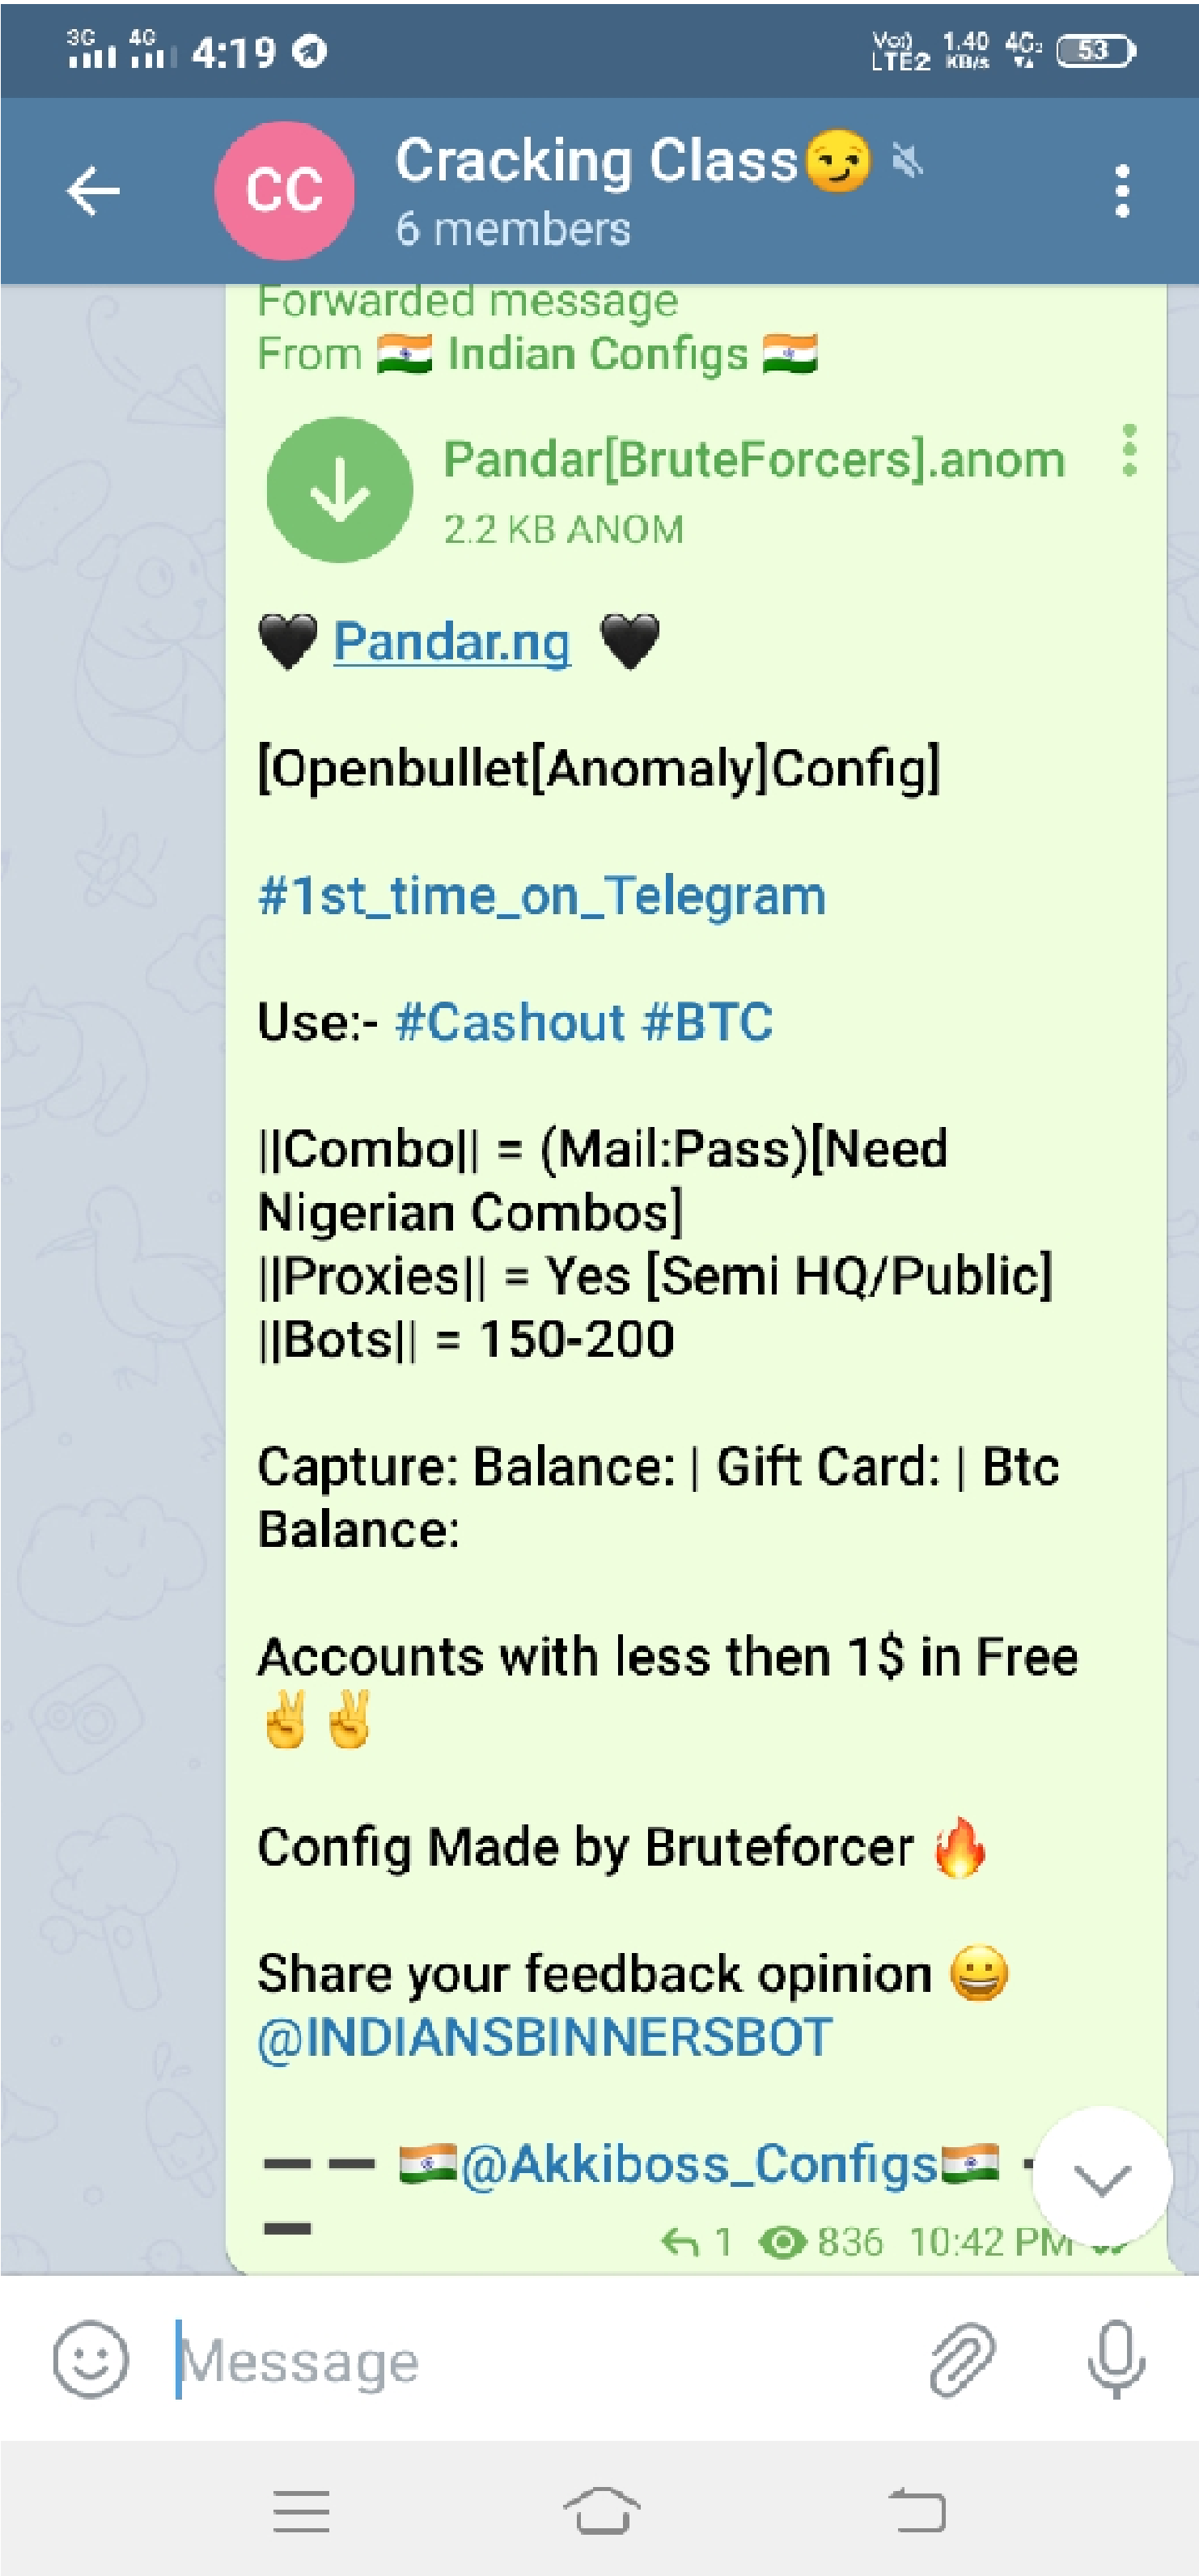 3G 4G 4:19 Vo) LTE2 1.40 KB/s 4G2 53
CC Cracking Class😏
6 members
Forwarded message
From 🇮🇳 Indian Configs 🇮🇳
Pandar[BruteForcers].anom
2.2 KB ANOM
🖤 Pandar.ng 🖤
[Openbullet[Anomaly]Config]
#1st_time_on_Telegram
Use:- #Cashout #BTC
||Combo|| = (Mail:Pass)[Need
Nigerian Combos]
||Proxies|| = Yes [Semi HQ/Public]
||Bots|| = 150-200
Capture: Balance: | Gift Card: | Btc
Balance:
Accounts with less then 1$ in Free
✌️✌️
Config Made by Bruteforcer 🔥
Share your feedback opinion 😀
@INDIANSBINNERSBOT
— — 🇮🇳@Akkiboss_Configs🇮🇳 -
—
1 836 10:42 PM
Message